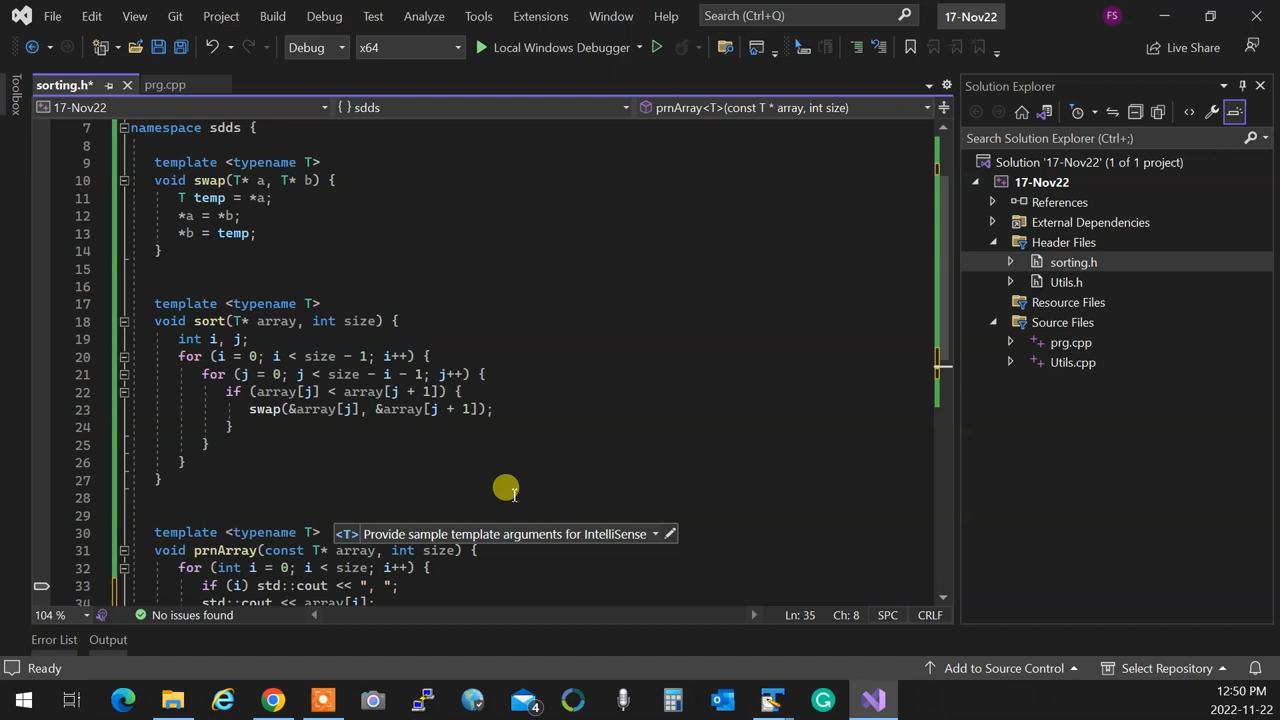 File Edit View Git Project Build Debug Test Analyze Tools Extensions Window Help Search (Ctrl+Q) 17-Nov22 FS
Debug x64 Local Windows Debugger Live Share
Toolbox
sorting.h* prg.cpp
17-Nov22 { } sdds prnArray<T>(const T * array, int size)
7 namespace sdds {
8
9 template <typename T>
10 void swap(T* a, T* b) {
11 T temp = *a;
12 *a = *b;
13 *b = temp;
14 }
15
16
17 template <typename T>
18 void sort(T* array, int size) {
19 int i, j;
20 for (i = 0; i < size - 1; i++) {
21 for (j = 0; j < size - i - 1; j++) {
22 if (array[j] < array[j + 1]) {
23 swap(&array[j], &array[j + 1]);
24 }
25 }
26 }
27 }
28
29
30 template <typename T> <T> Provide sample template arguments for IntelliSense
31 void prnArray(const T* array, int size) {
32 for (int i = 0; i < size; i++) {
33 if (i) std::cout << ", ";
34 std::cout << array[i];
104 % No issues found Ln: 35 Ch: 8 SPC CRLF
Error List Output
Solution Explorer
Search Solution Explorer (Ctrl+;)
Solution '17-Nov22' (1 of 1 project)
17-Nov22
References
External Dependencies
Header Files
sorting.h
Utils.h
Resource Files
Source Files
prg.cpp
Utils.cpp
Ready Add to Source Control Select Repository
4
12:50 PM
2022-11-22